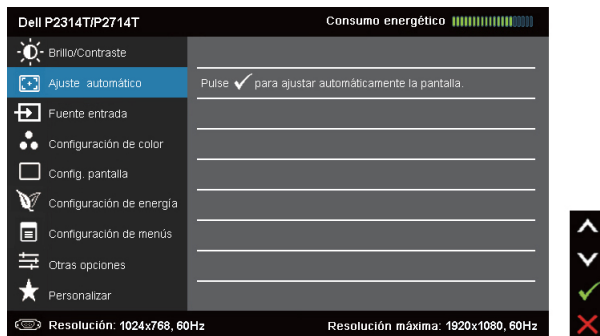 Dell P2314T/P2714T
Consumo energético
Brillo/Contraste
Ajuste automático
Pulse ✓ para ajustar automáticamente la pantalla.
Fuente entrada
Configuración de color
Config. pantalla
Configuración de energía
Configuración de menús
Otras opciones
Personalizar
Resolución: 1024x768, 60Hz
Resolución máxima: 1920x1080, 60Hz